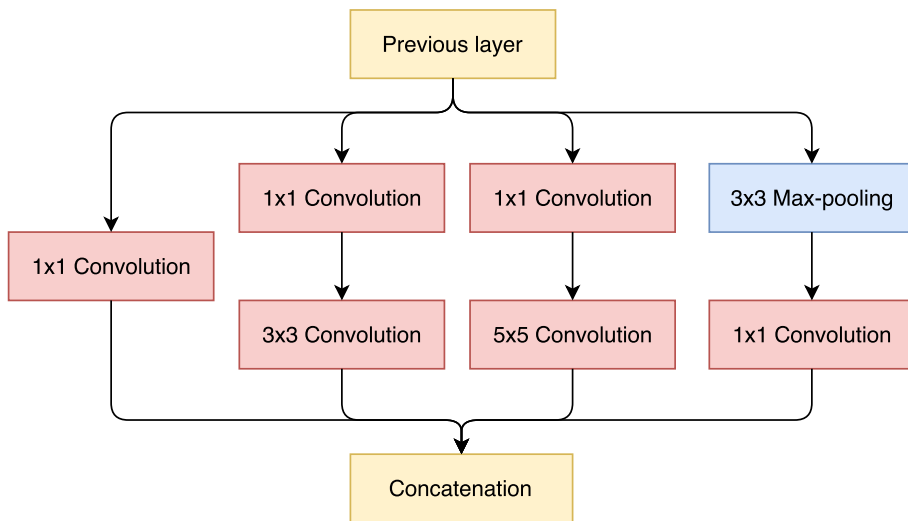 Previous layer
1x1 Convolution
1x1 Convolution
3x3 Max-pooling
1x1 Convolution
3x3 Convolution
5x5 Convolution
1x1 Convolution
Concatenation